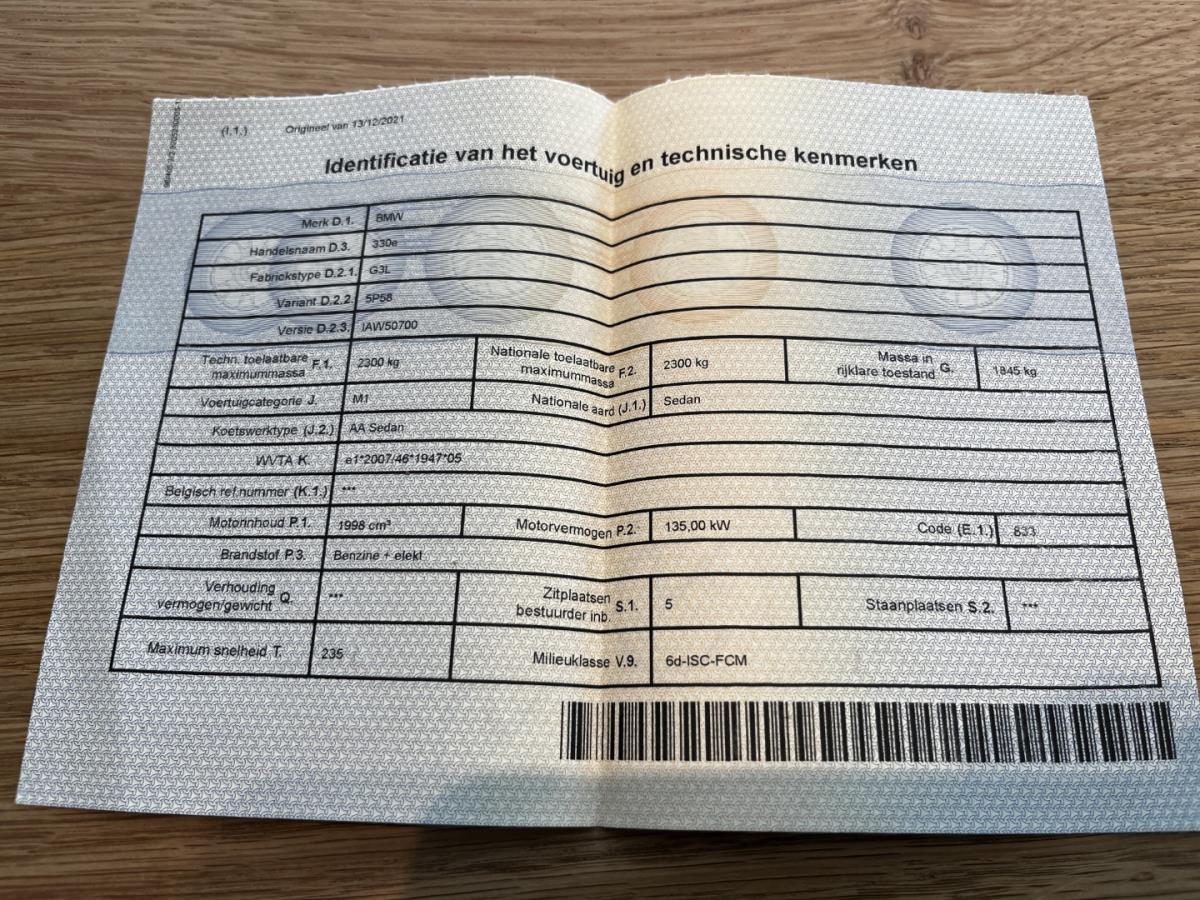 (I.1.) Origineel van 13/12/2021
Identificatie van het voertuig en technische kenmerken
Merk D.1. BMW
Handelsnaam D.3. 330e
Fabriekstype D.2.1. G3L
Variant D.2.2. 5P58
Versie D.2.3. IAW50700
Techn. toelaatbare maximummassa F.1. 2300 kg Nationale toelaatbare maximummassa F.2. 2300 kg Massa in rijklare toestand G. 1845 kg
Voertuigcategorie J. M1 Nationale aard (J.1.) Sedan
Koetswerktype (J.2.) AA Sedan
WVTA K. e1*2007/46*1947*05
Belgisch ref.nummer (K.1.) ***
Motorinhoud P.1. 1998 cm³ Motorvermogen P.2. 135,00 kW Code (E.1.) 833
Brandstof P.3. Benzine + elekt
Verhouding vermogen/gewicht Q. *** Zitplaatsen bestuurder inb. S.1. 5 Staanplaatsen S.2. ***
Maximum snelheid T. 235 Milieuklasse V.9. 6d-ISC-FCM